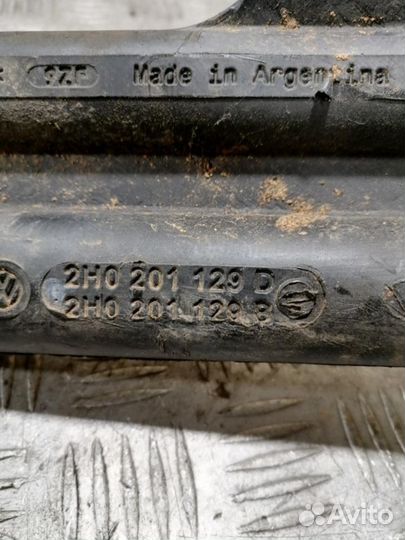 Made in Argentina
2H0 201 129 D
2H0 201 129 B
Avito